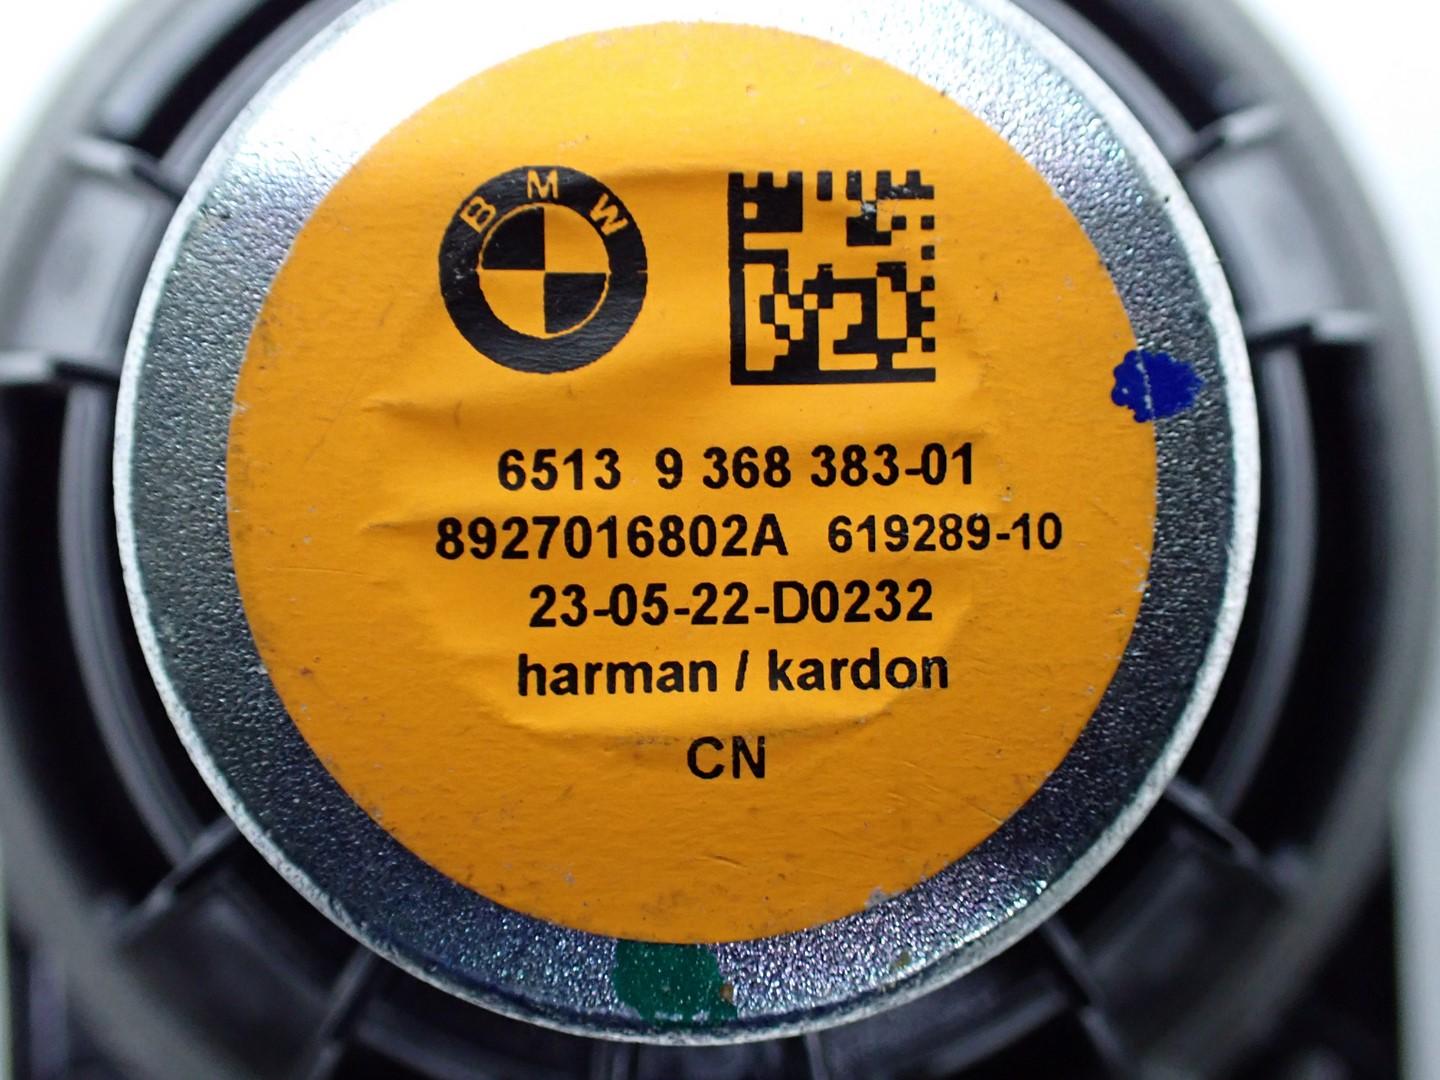 BMW
6513 9 368 383-01
8927016802A 619289-10
23-05-22-D0232
harman / kardon
CN